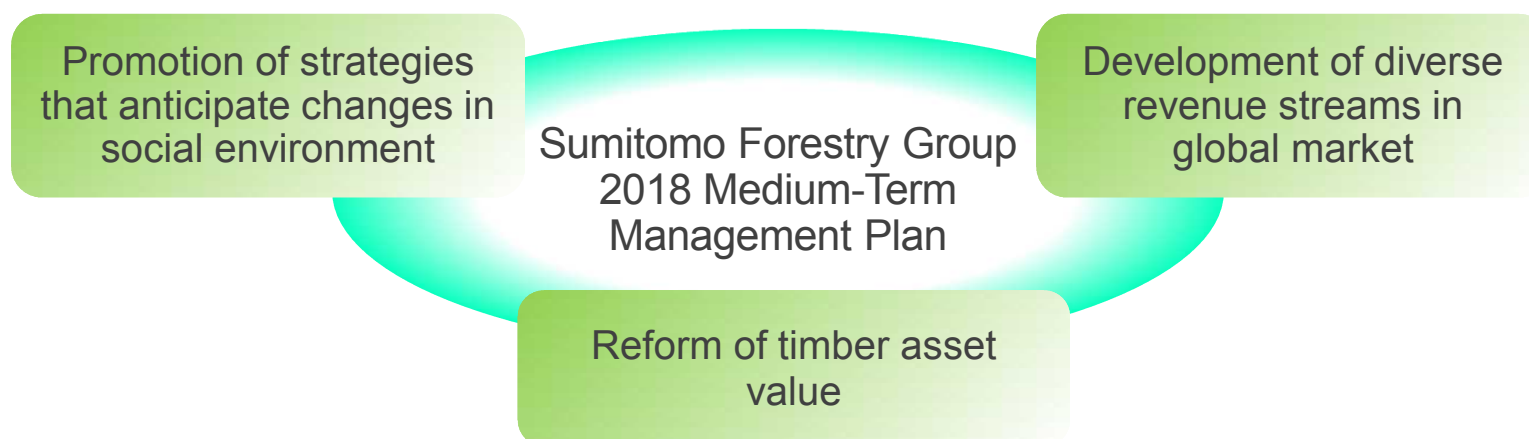 Promotion of strategies
that anticipate changes in
social environment
Sumitomo Forestry Group
2018 Medium-Term
Management Plan
Development of diverse
revenue streams in
global market
Reform of timber asset
value